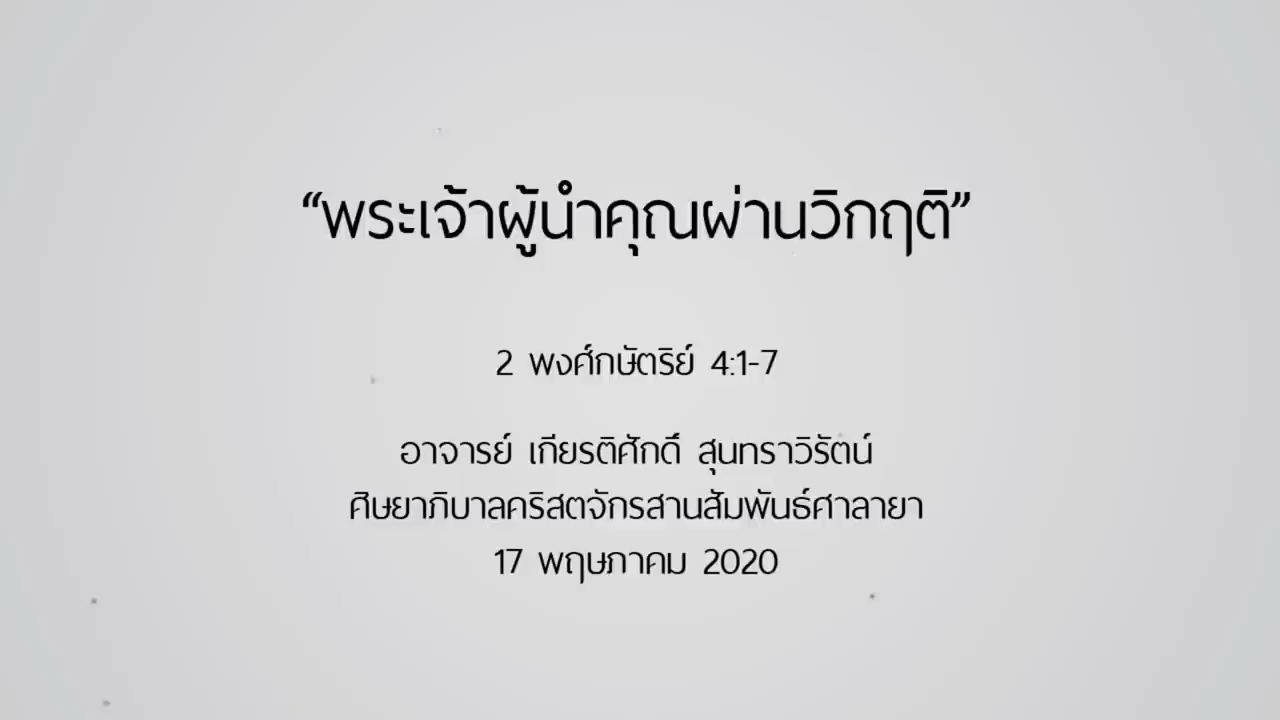 “พระเจ้าผู้นำคุณผ่านวิกฤติ”
2 พงศ์กษัตริย์ 4:1-7
อาจารย์ เกียรติศักดิ์ สุนทราวิรัตน์
ศิษยาภิบาลคริสตจักรสานสัมพันธ์ศาลายา
17 พฤษภาคม 2020